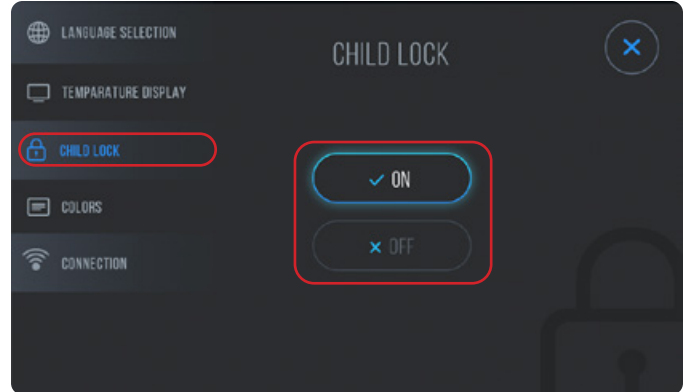 LANGUAGE SELECTION
TEMPARATURE DISPLAY
CHILD LOCK
COLORS
CONNECTION
CHILD LOCK
ON
OFF